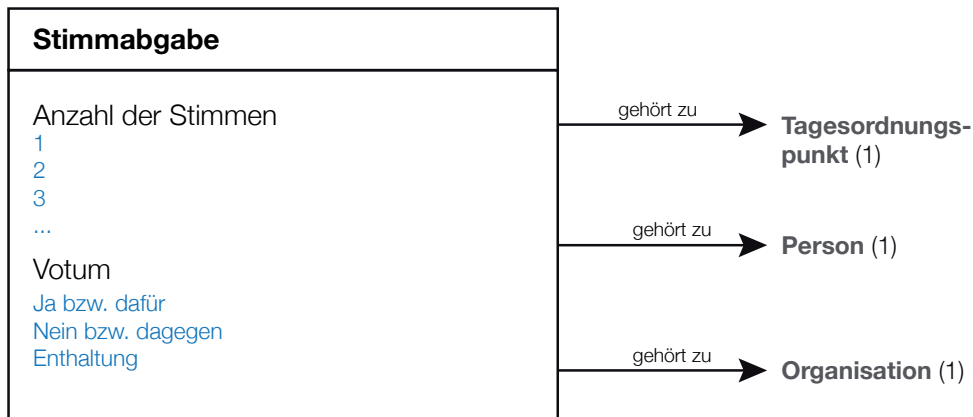 Stimmabgabe
Anzahl der Stimmen
1
2
3
...
Votum
Ja bzw. dafür
Nein bzw. dagegen
Enthaltung
gehört zu
Tagesordnungs-
punkt (1)
gehört zu
Person (1)
gehört zu
Organisation (1)